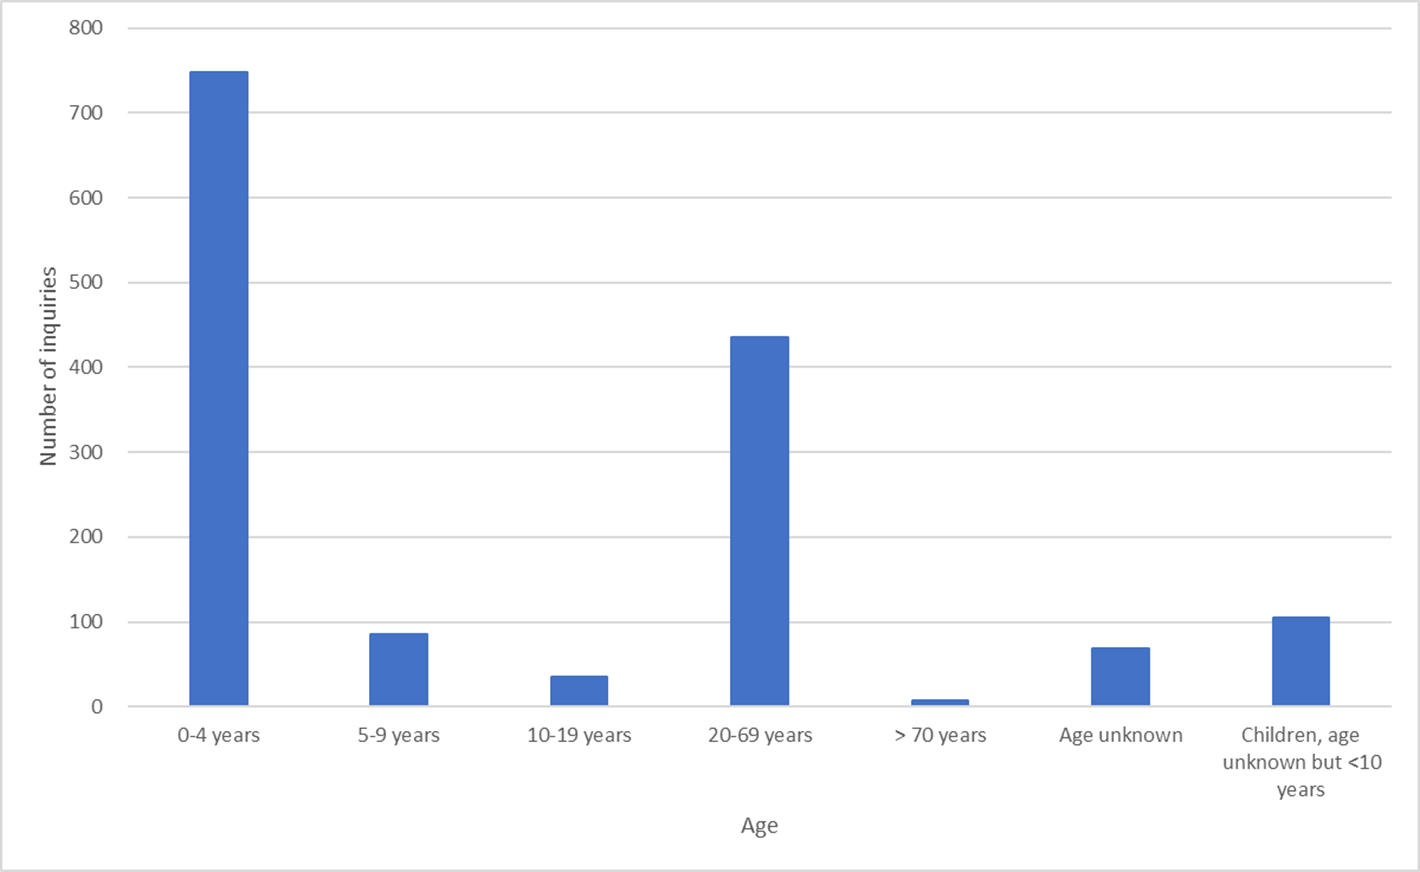 800
700
600
500
400
300
200
100
0
Number of inquiries
0-4 years
5-9 years
10-19 years
20-69 years
> 70 years
Age unknown
Children, age
unknown but <10
years
Age